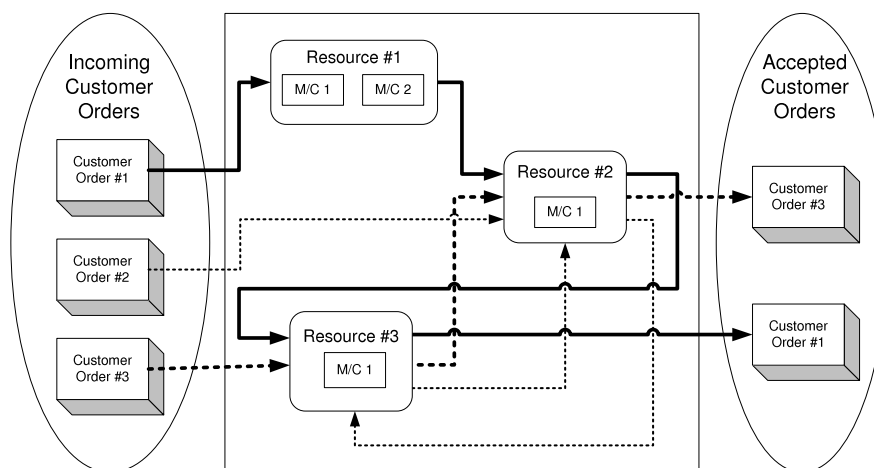 Incoming
Customer
Orders
Customer
Order #1
Customer
Order #2
Customer
Order #3
Resource #1
M/C 1
M/C 2
Resource #2
M/C 1
Resource #3
M/C 1
Accepted
Customer
Orders
Customer
Order #3
Customer
Order #1